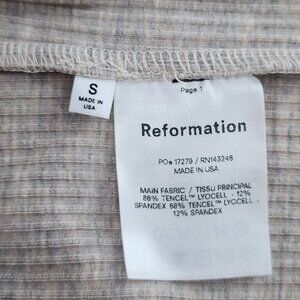 S
MADE IN
USA
Page 1
Reformation
PO# 17279 / RN143248
MADE IN USA
MAIN FABRIC / TISSU PRINCIPAL
88% TENCEL™ LYOCELL - 12%
SPANDEX 88% TENCEL™ LYOCELL -
12% SPANDEX